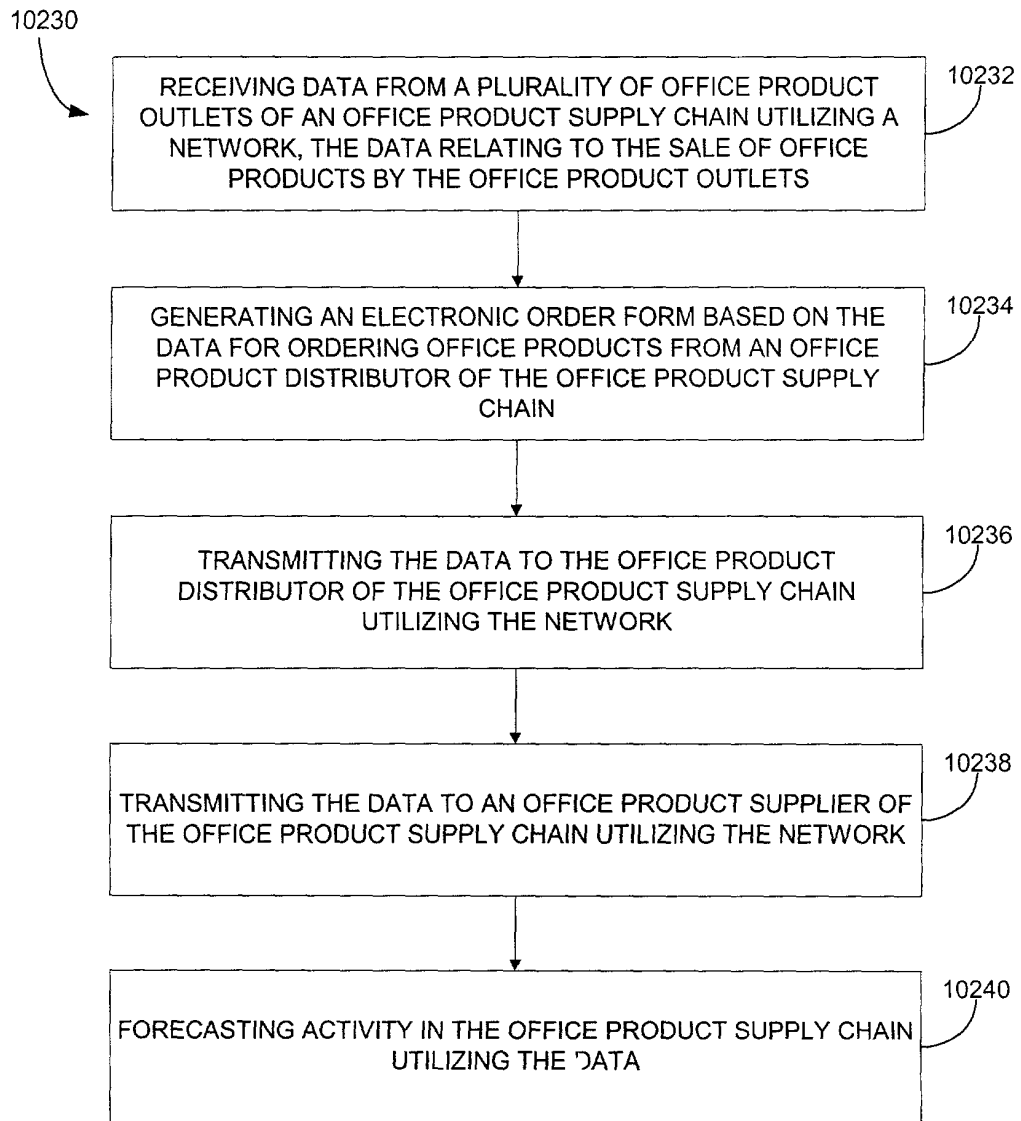 10230
RECEIVING DATA FROM A PLURALITY OF OFFICE PRODUCT
OUTLETS OF AN OFFICE PRODUCT SUPPLY CHAIN UTILIZING A
NETWORK, THE DATA RELATING TO THE SALE OF OFFICE
PRODUCTS BY THE OFFICE PRODUCT OUTLETS
10232
GENERATING AN ELECTRONIC ORDER FORM BASED ON THE
DATA FOR ORDERING OFFICE PRODUCTS FROM AN OFFICE
PRODUCT DISTRIBUTOR OF THE OFFICE PRODUCT SUPPLY
CHAIN
10234
TRANSMITTING THE DATA TO THE OFFICE PRODUCT
DISTRIBUTOR OF THE OFFICE PRODUCT SUPPLY CHAIN
UTILIZING THE NETWORK
10236
TRANSMITTING THE DATA TO AN OFFICE PRODUCT SUPPLIER OF
THE OFFICE PRODUCT SUPPLY CHAIN UTILIZING THE NETWORK
10238
FORECASTING ACTIVITY IN THE OFFICE PRODUCT SUPPLY CHAIN
UTILIZING THE DATA
10240